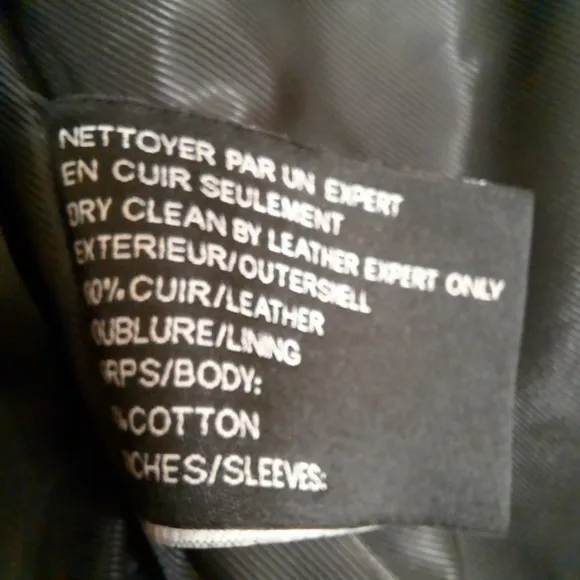 NETTOYER PAR UN EXPERT
EN CUIR SEULEMENT
DRY CLEAN BY LEATHER EXPERT ONLY
EXTERIEUR/OUTERSHELL
00%CUIR/LEATHER
OUBLURE/LINING
RPS/BODY:
%COTTON
CHES/SLEEVES: